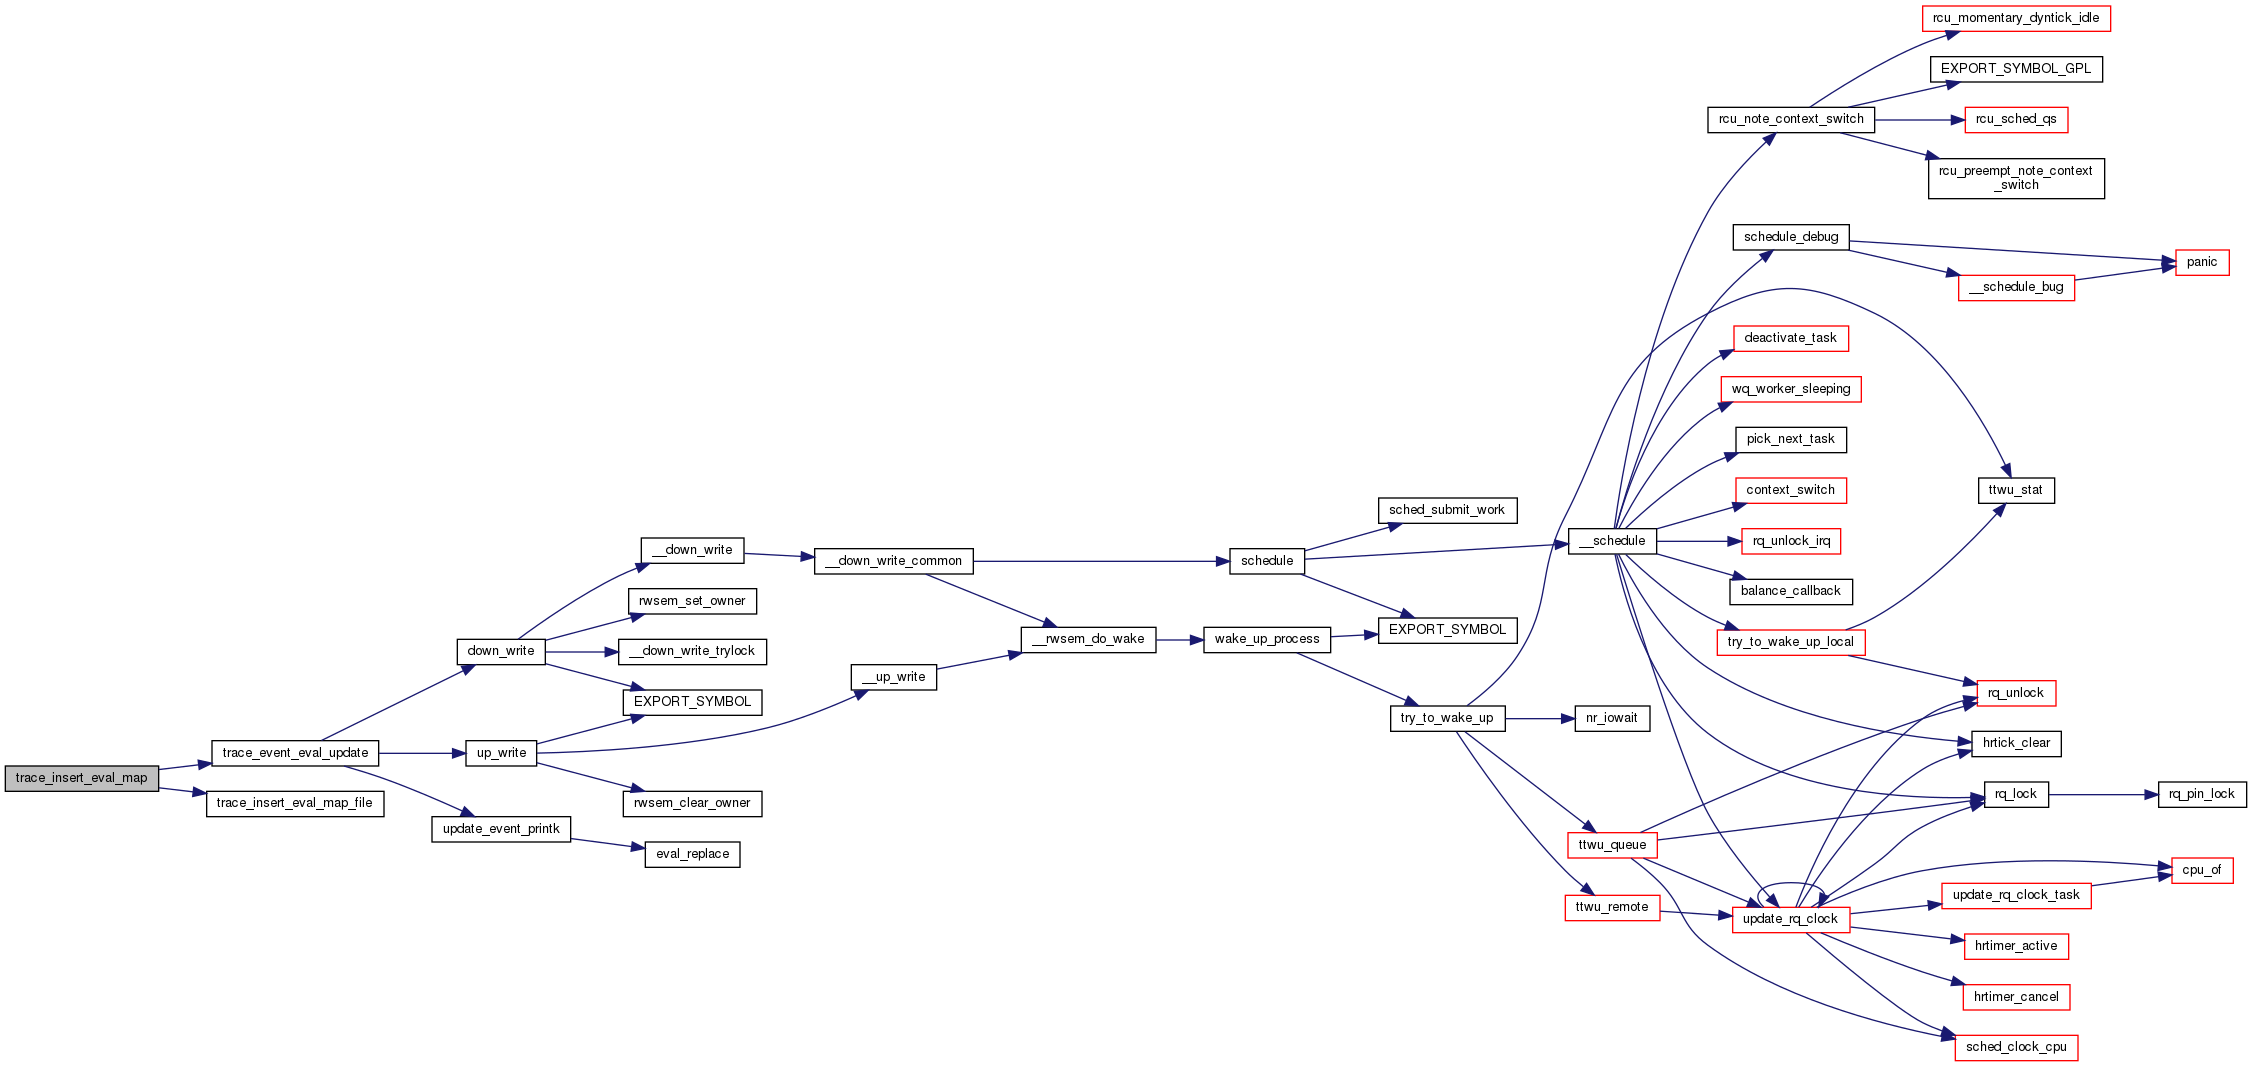 trace_insert_eval_map
trace_event_eval_update
trace_insert_eval_map_file
down_write
up_write
update_event_printk
__down_write
rwsem_set_owner
__down_write_trylock
EXPORT_SYMBOL
rwsem_clear_owner
eval_replace
__down_write_common
__up_write
__rwsem_do_wake
schedule
wake_up_process
sched_submit_work
EXPORT_SYMBOL
try_to_wake_up
__schedule
nr_iowait
ttwu_queue
ttwu_remote
rcu_note_context_switch
schedule_debug
deactivate_task
wq_worker_sleeping
pick_next_task
context_switch
rq_unlock_irq
balance_callback
try_to_wake_up_local
update_rq_clock
rcu_momentary_dyntick_idle
EXPORT_SYMBOL_GPL
rcu_sched_qs
rcu_preempt_note_context
_switch
__schedule_bug
ttwu_stat
rq_unlock
hrtick_clear
rq_lock
update_rq_clock_task
hrtimer_active
hrtimer_cancel
sched_clock_cpu
panic
rq_pin_lock
cpu_of